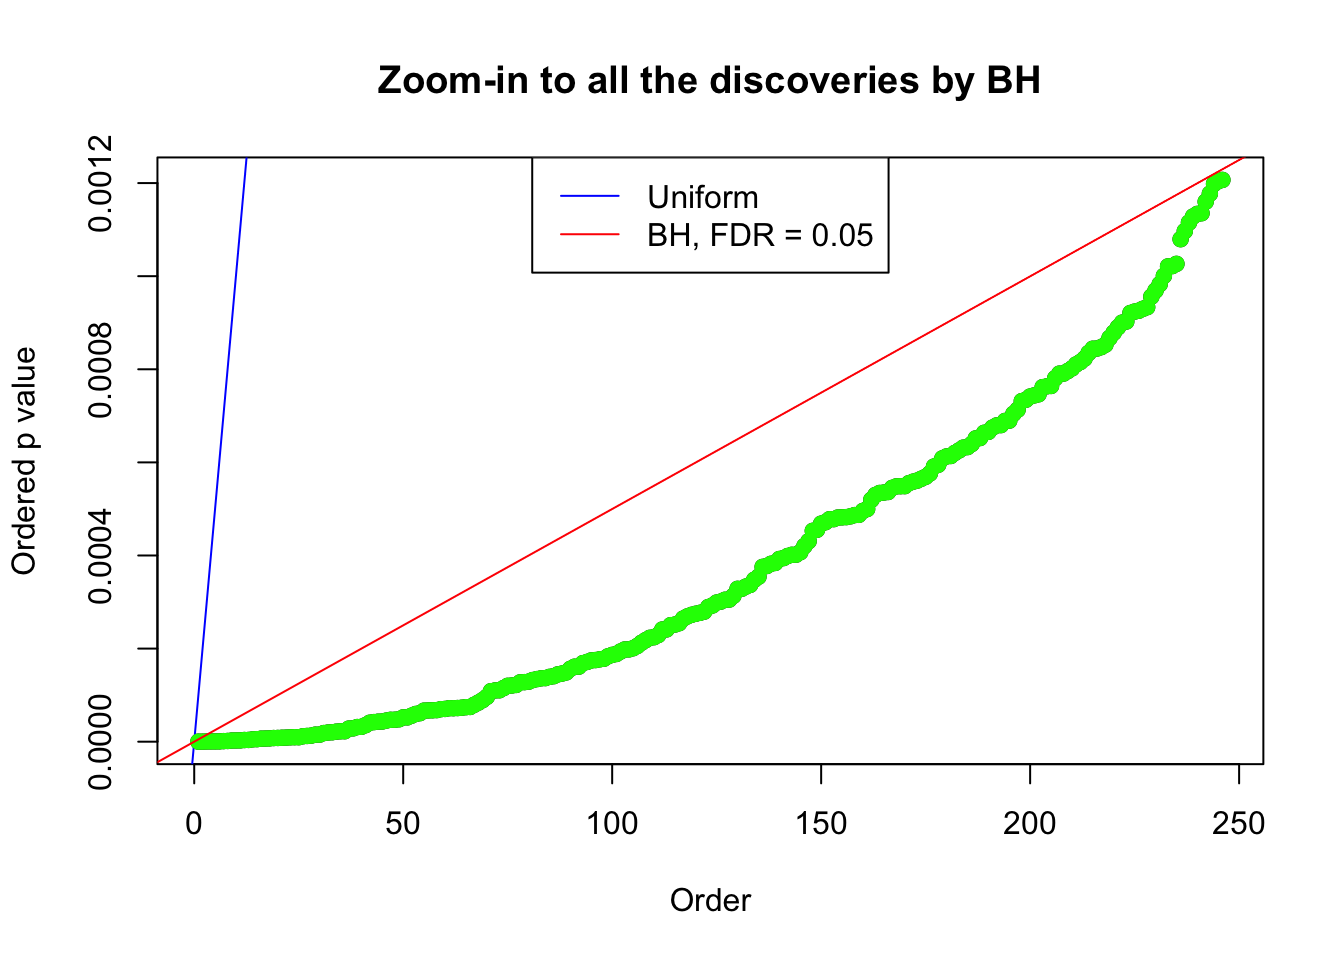 Zoom-in to all the discoveries by BH
Uniform
BH, FDR = 0.05
Ordered p value
0.0012
0.0008
0.0004
0.0000
0 50 100 150 200 250
Order